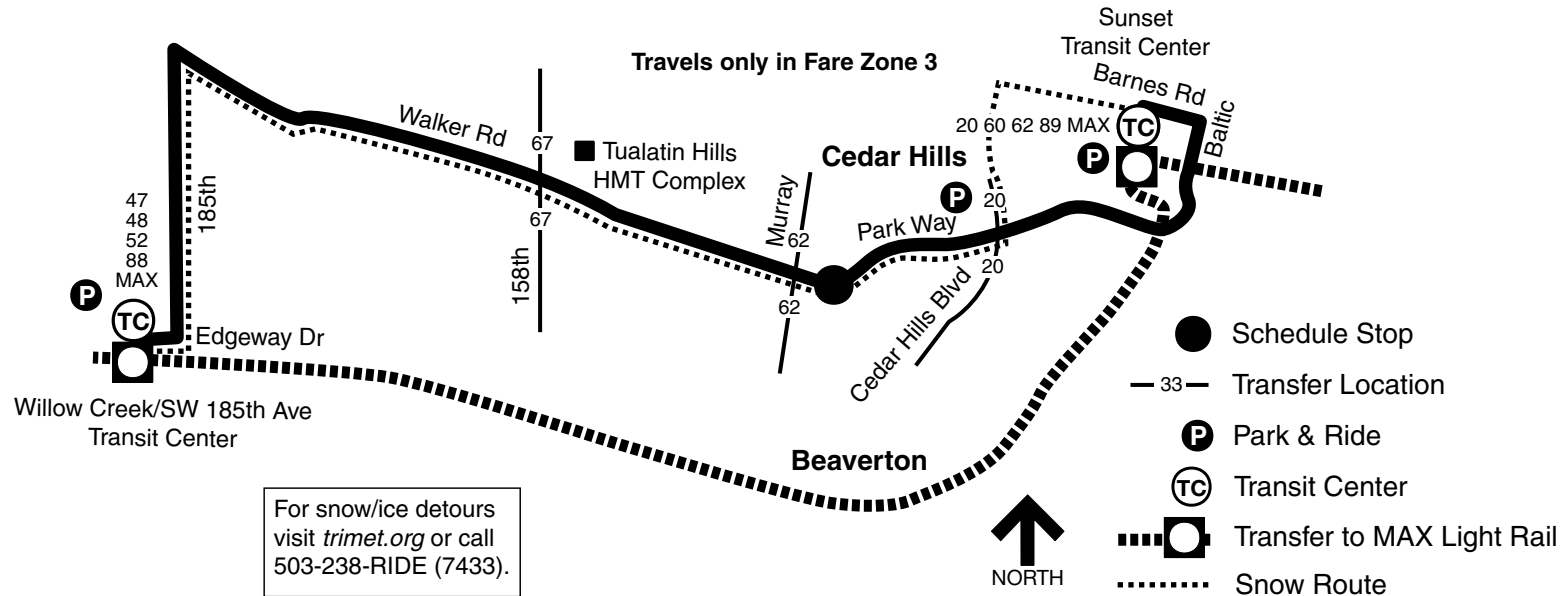 Sunset
Transit Center
Travels only in Fare Zone 3
Barnes Rd
Baltic
20 60 62 89 MAX
TC
P
Walker Rd
67
Tualatin Hills
HMT Complex
Cedar Hills
P
20
185th
67
158th
Murray
62
62
Park Way
20
Cedar Hills Blvd
47
48
52
88
MAX
P
TC
Edgeway Dr
Willow Creek/SW 185th Ave
Transit Center
Beaverton
For snow/ice detours
visit trimet.org or call
503-238-RIDE (7433).
NORTH
Schedule Stop
33 Transfer Location
P Park & Ride
TC Transit Center
Transfer to MAX Light Rail
Snow Route